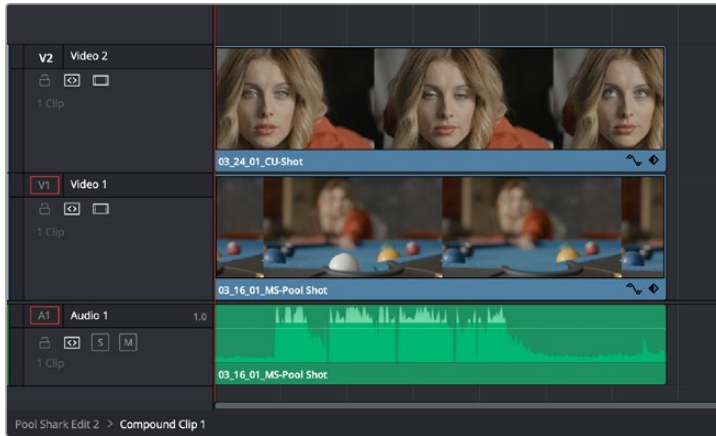 V2 Video 2
1 Clip
03_24_01_CU-Shot
V1 Video 1
1 Clip
03_16_01_MS-Pool Shot
A1 Audio 1 1.0
S M
1 Clip
03_16_01_MS-Pool Shot
Pool Shark Edit 2 > Compound Clip 1